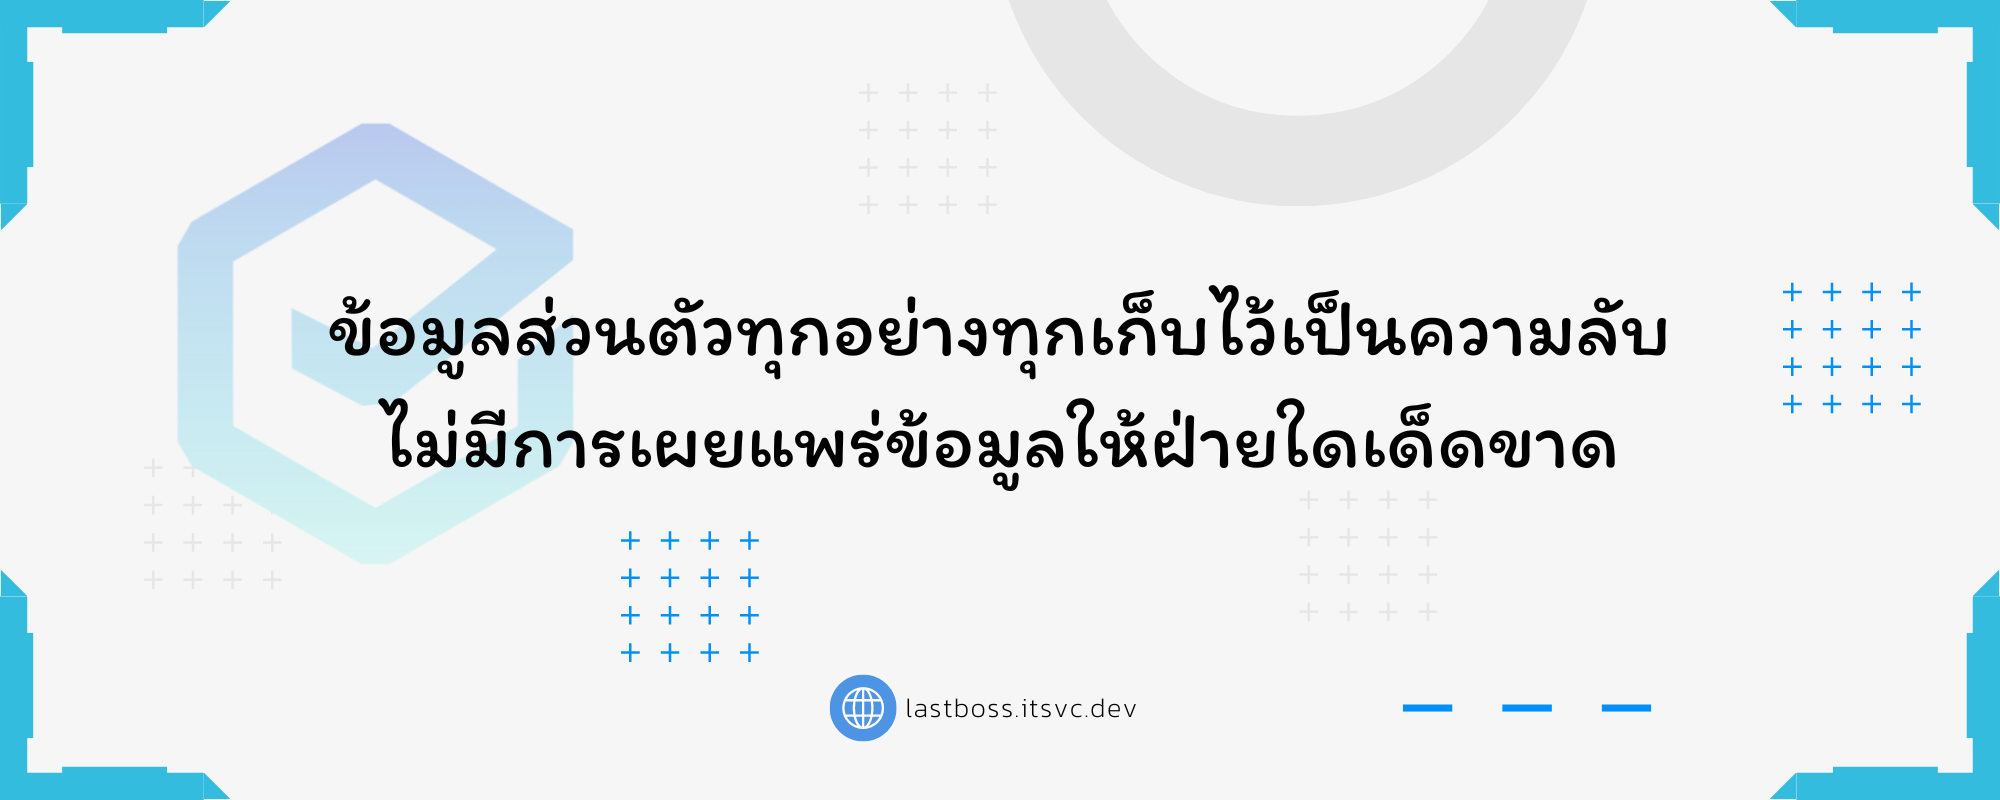 ข้อมูลส่วนตัวทุกอย่างทุกเก็บไว้เป็นความลับ
ไม่มีการเผยแพร่ข้อมูลให้ฝ่ายใดเด็ดขาด
lastboss.itsvc.dev